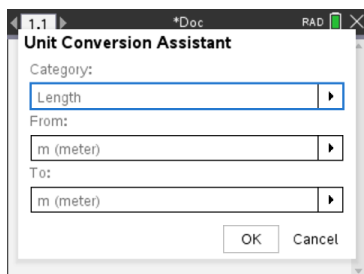 1.1 *Doc RAD
Unit Conversion Assistant
Category:
Length
From:
m (meter)
To:
m (meter)
OK Cancel